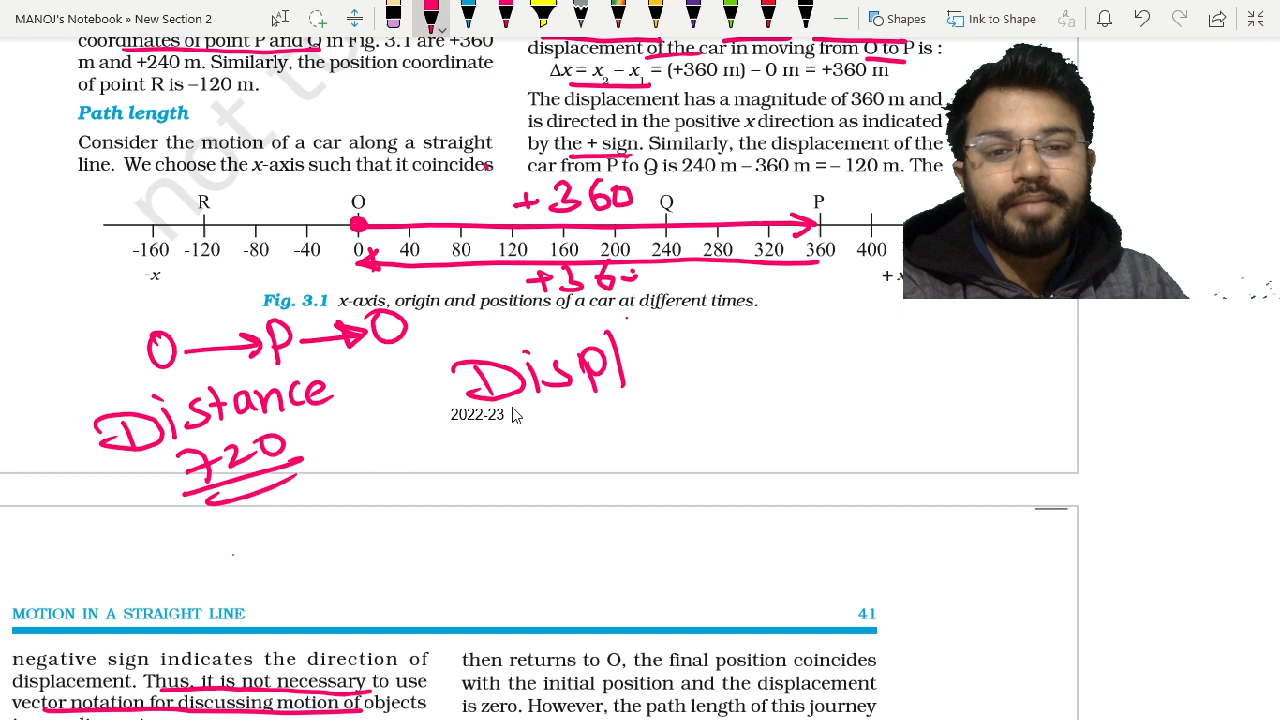 MANOJ's Notebook » New Section 2
Shapes
Ink to Shape
coordinates of point P and Q in Fig. 3.1 are +360
m and +240 m. Similarly, the position coordinate
of point R is –120 m.
Path length
Consider the motion of a car along a straight
line. We choose the x-axis such that it coincides
displacement of the car in moving from O to P is :
Δx = x₂ – x₁ = (+360 m) – 0 m = +360 m
The displacement has a magnitude of 360 m and
is directed in the positive x direction as indicated
by the + sign. Similarly, the displacement of the
car from P to Q is 240 m – 360 m = – 120 m. The
+360
R O Q P
-160 -120 -80 -40 0 40 80 120 160 200 240 280 320 360 400
-x + x
+36
Fig. 3.1 x-axis, origin and positions of a car at different times.
O → P → O
Distance
720
Displ
2022-23
MOTION IN A STRAIGHT LINE 41
negative sign indicates the direction of
displacement. Thus, it is not necessary to use
vector notation for discussing motion of objects
then returns to O, the final position coincides
with the initial position and the displacement
is zero. However, the path length of this journey
not to